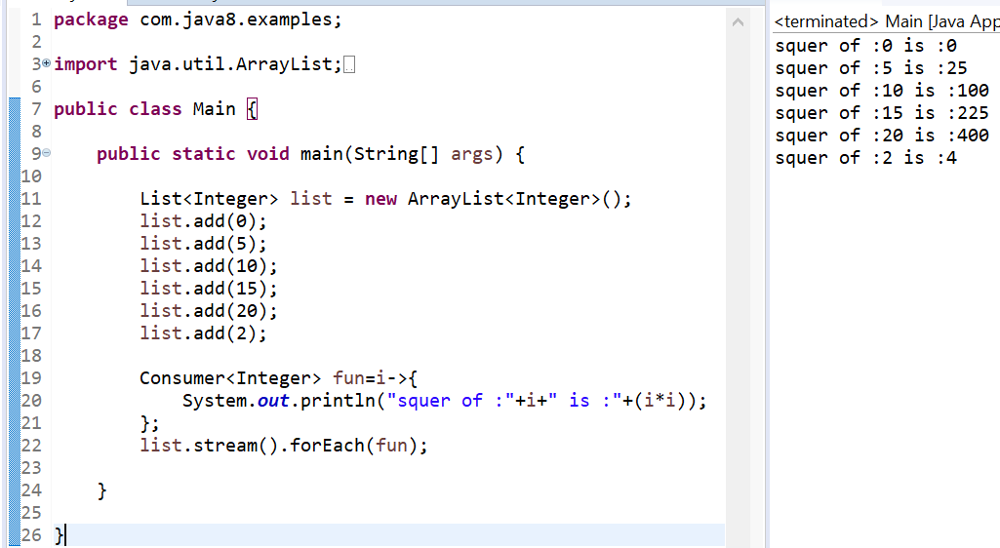 1 package com.java8.examples;
2
3 import java.util.ArrayList;
6
7 public class Main {
8
9 public static void main(String[] args) {
10
11 List<Integer> list = new ArrayList<Integer>();
12 list.add(0);
13 list.add(5);
14 list.add(10);
15 list.add(15);
16 list.add(20);
17 list.add(2);
18
19 Consumer<Integer> fun=i->{
20 System.out.println("squer of :"+i+" is :"+(i*i));
21 };
22 list.stream().forEach(fun);
23
24 }
25
26 }
<terminated> Main [Java App
squer of :0 is :0
squer of :5 is :25
squer of :10 is :100
squer of :15 is :225
squer of :20 is :400
squer of :2 is :4